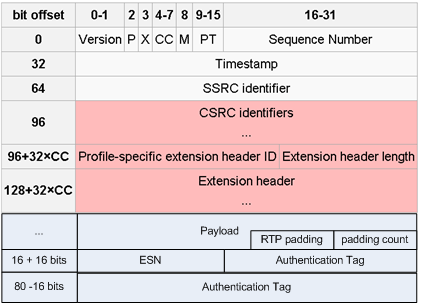 bit offset 0-1 2 3 4-7 8 9-15 16-31
0 Version P X CC M PT Sequence Number
32 Timestamp
64 SSRC identifier
96 CSRC identifiers
...
96+32×CC Profile-specific extension header ID Extension header length
128+32×CC Extension header
...
... Payload
RTP padding padding count
16 + 16 bits ESN Authentication Tag
80 -16 bits Authentication Tag